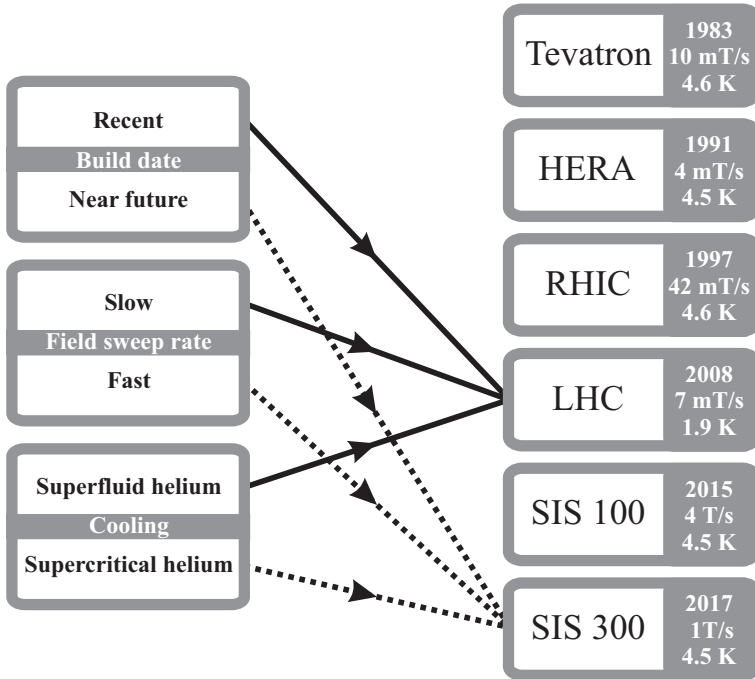 Recent
Build date
Near future
Slow
Field sweep rate
Fast
Superfluid helium
Cooling
Supercritical helium
Tevatron
1983
10 mT/s
4.6 K
HERA
1991
4 mT/s
4.5 K
RHIC
1997
42 mT/s
4.6 K
LHC
2008
7 mT/s
1.9 K
SIS 100
2015
4 T/s
4.5 K
SIS 300
2017
1T/s
4.5 K